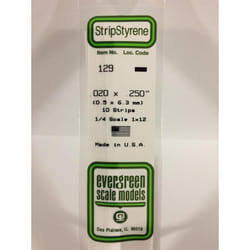 StripStyrene
Item No. Loc. Code
129
.020 x .250"
(0.5 x 6.3 mm)
10 Strips
1/4 Scale 1x12
Made in U.S.A.
evergreen
scale models
Des Plaines, IL 60018